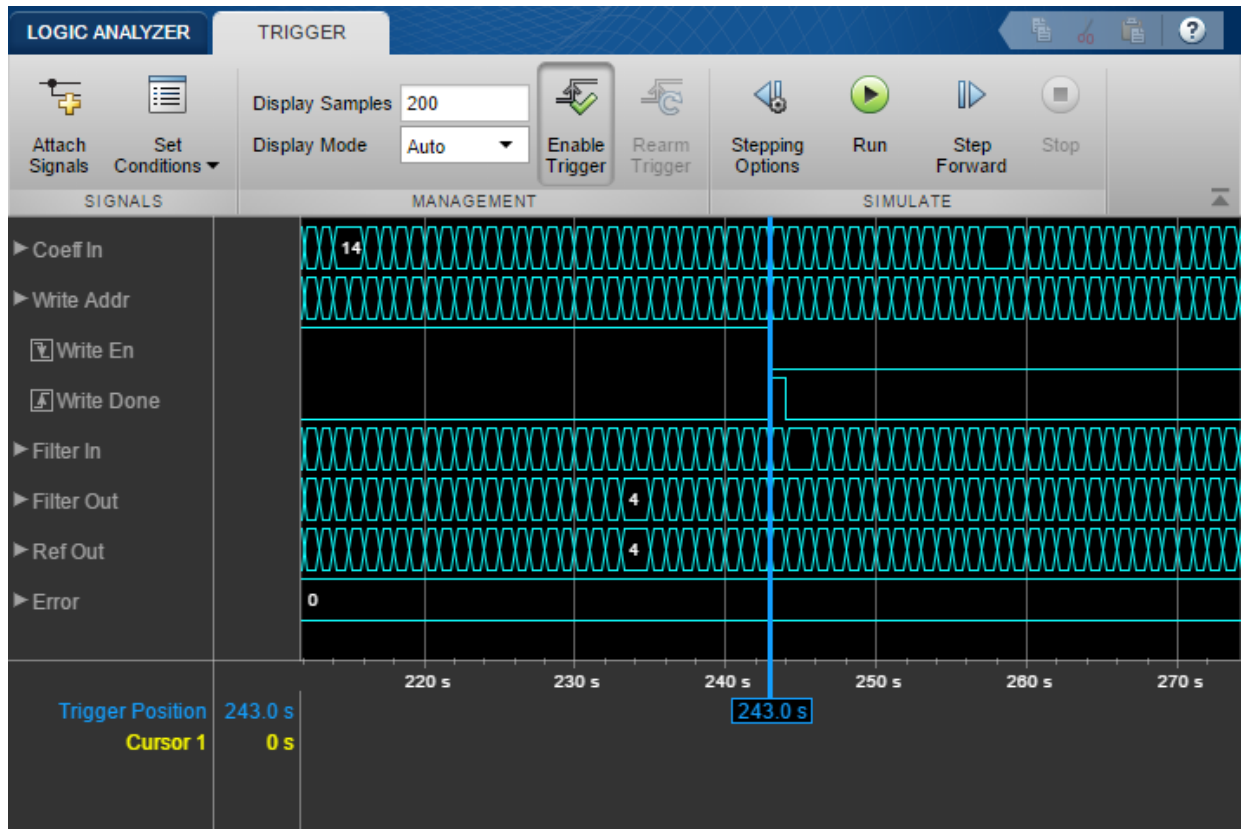 LOGIC ANALYZER TRIGGER ?
Display Samples 200
Display Mode Auto
Attach Signals
Set Conditions
Enable Trigger
Rearm Trigger
Stepping Options
Run
Step Forward
Stop
SIGNALS MANAGEMENT SIMULATE
Coeff In 14
Write Addr
Write En
Write Done
Filter In
Filter Out 4
Ref Out 4
Error 0
220 s 230 s 240 s 250 s 260 s 270 s
Trigger Position 243.0 s 243.0 s
Cursor 1 0 s